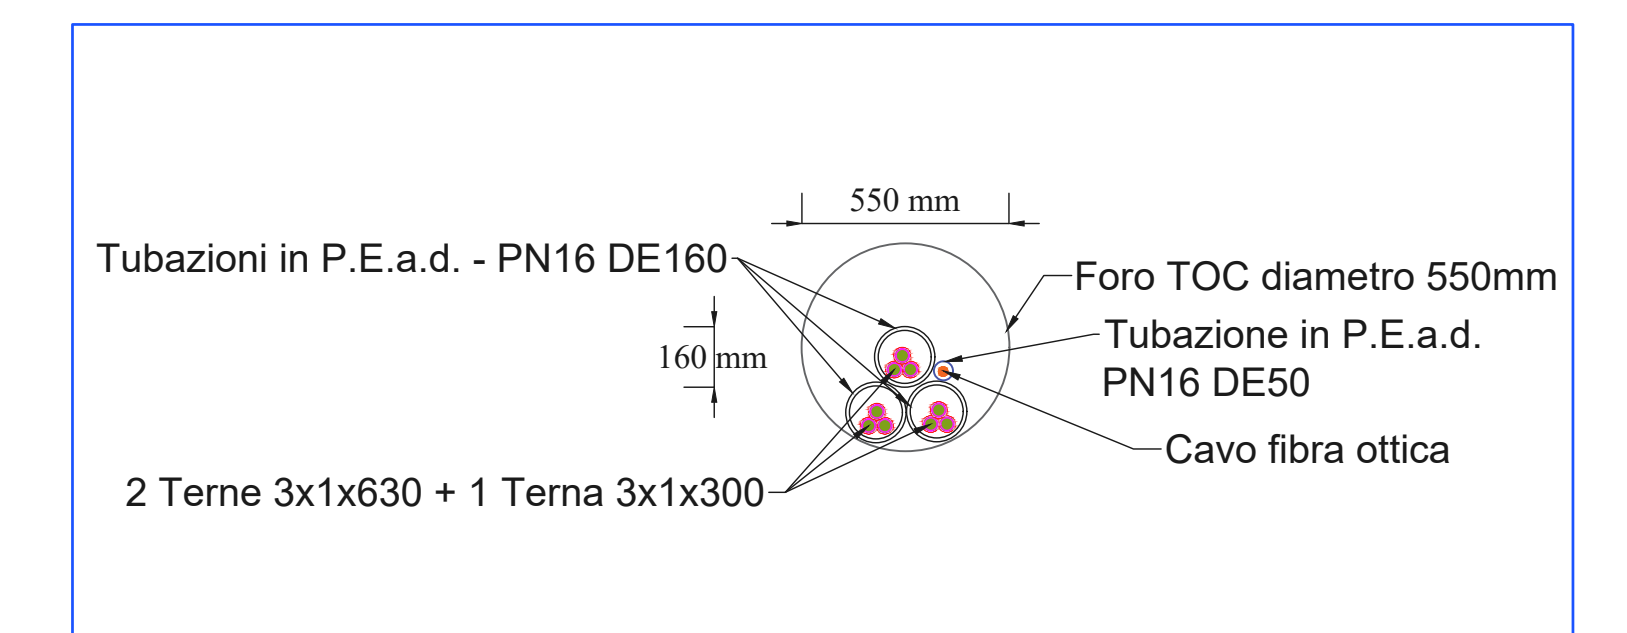 550 mm
Tubazioni in P.E.a.d. - PN16 DE160
Foro TOC diametro 550mm
Tubazione in P.E.a.d.
PN16 DE50
160 mm
Cavo fibra ottica
2 Terne 3x1x630 + 1 Terna 3x1x300